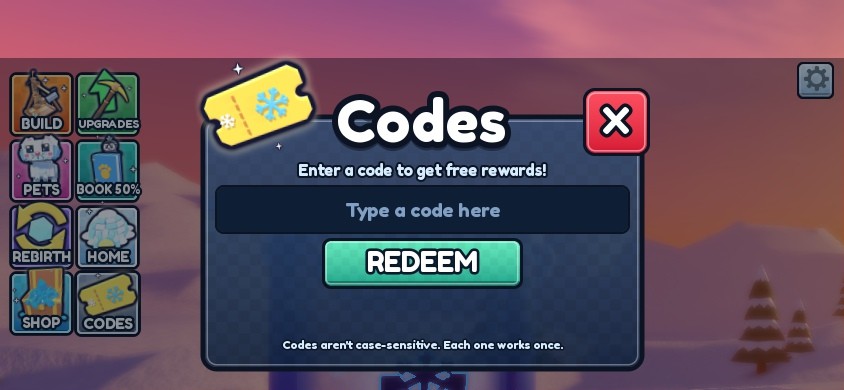 Codes
Enter a code to get free rewards!
Type a code here
REDEEM
Codes aren't case-sensitive. Each one works once.
BUILD
UPGRADES
PETS
BOOK 50%
REBIRTH
HOME
SHOP
CODES